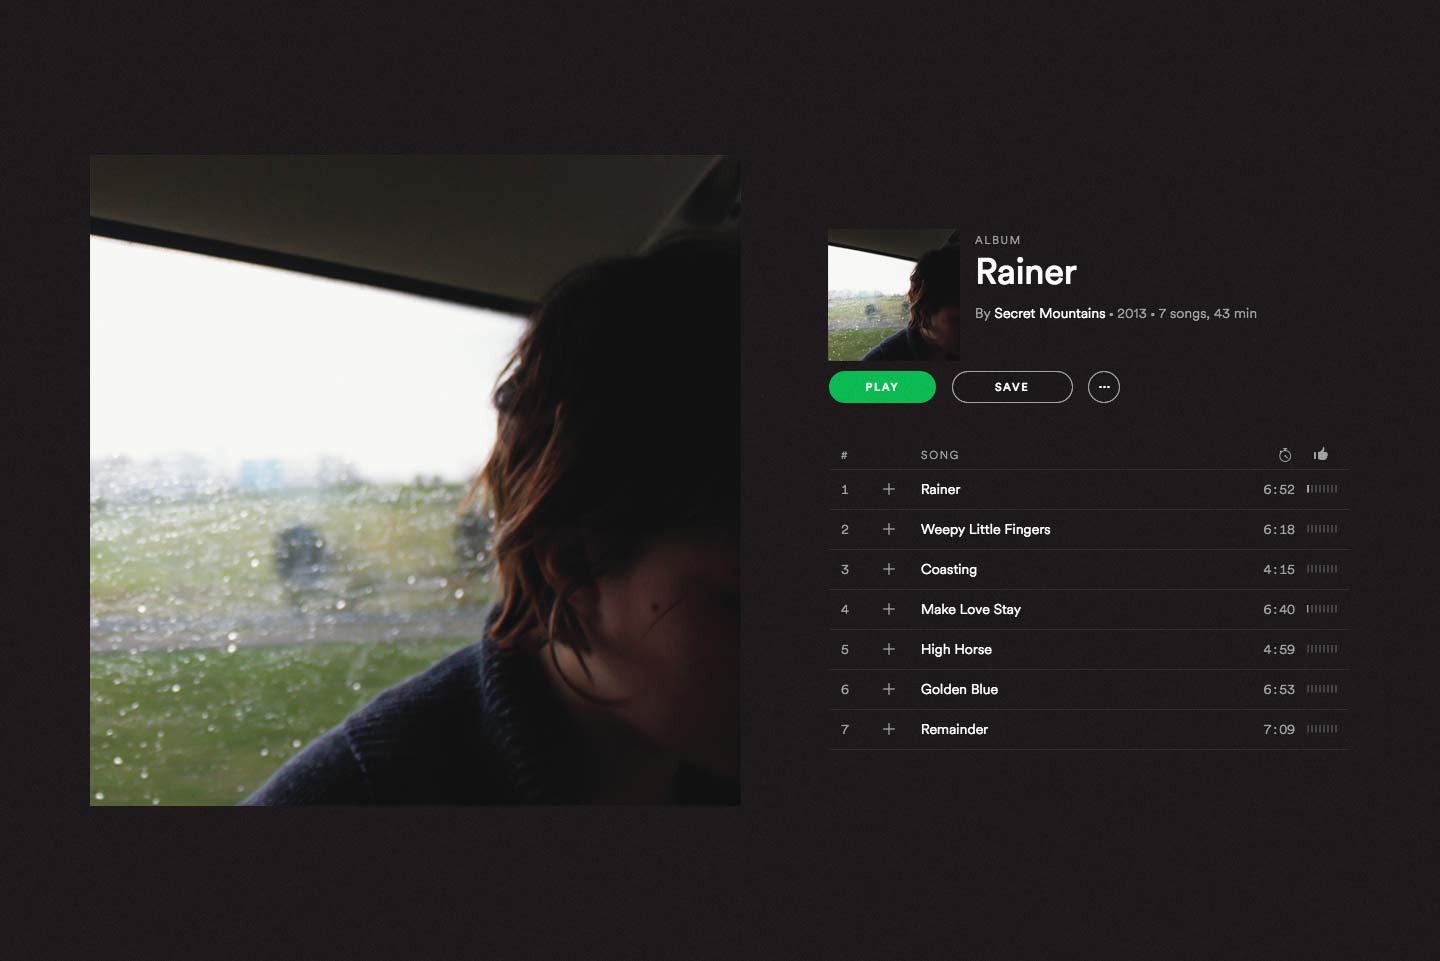 ALBUM
Rainer
By Secret Mountains • 2013 • 7 songs, 43 min
PLAY SAVE
# SONG
1 Rainer 6:52
2 Weepy Little Fingers 6:18
3 Coasting 4:15
4 Make Love Stay 6:40
5 High Horse 4:59
6 Golden Blue 6:53
7 Remainder 7:09